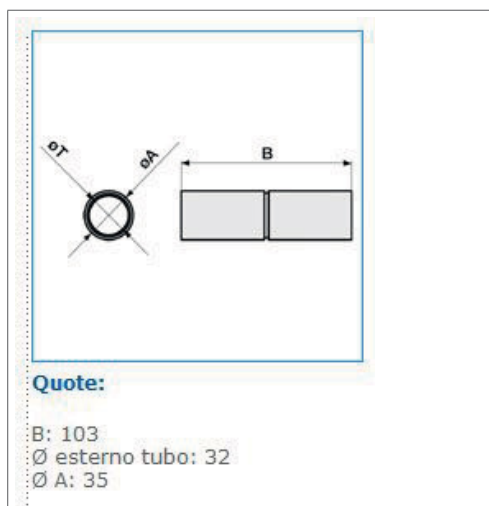 øT
øA
B
Quote:
B: 103
Ø esterno tubo: 32
Ø A: 35